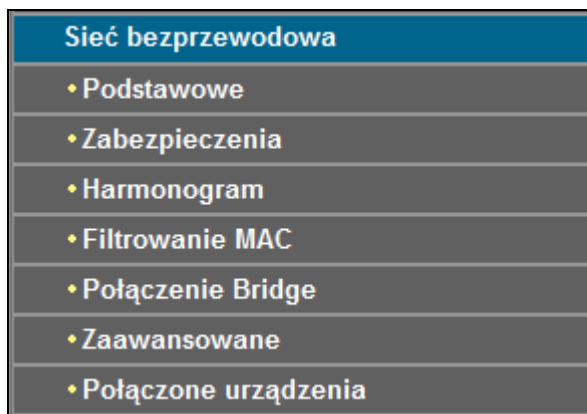 Sieć bezprzewodowa
• Podstawowe
• Zabezpieczenia
• Harmonogram
• Filtrowanie MAC
• Połączenie Bridge
• Zaawansowane
• Połączone urządzenia